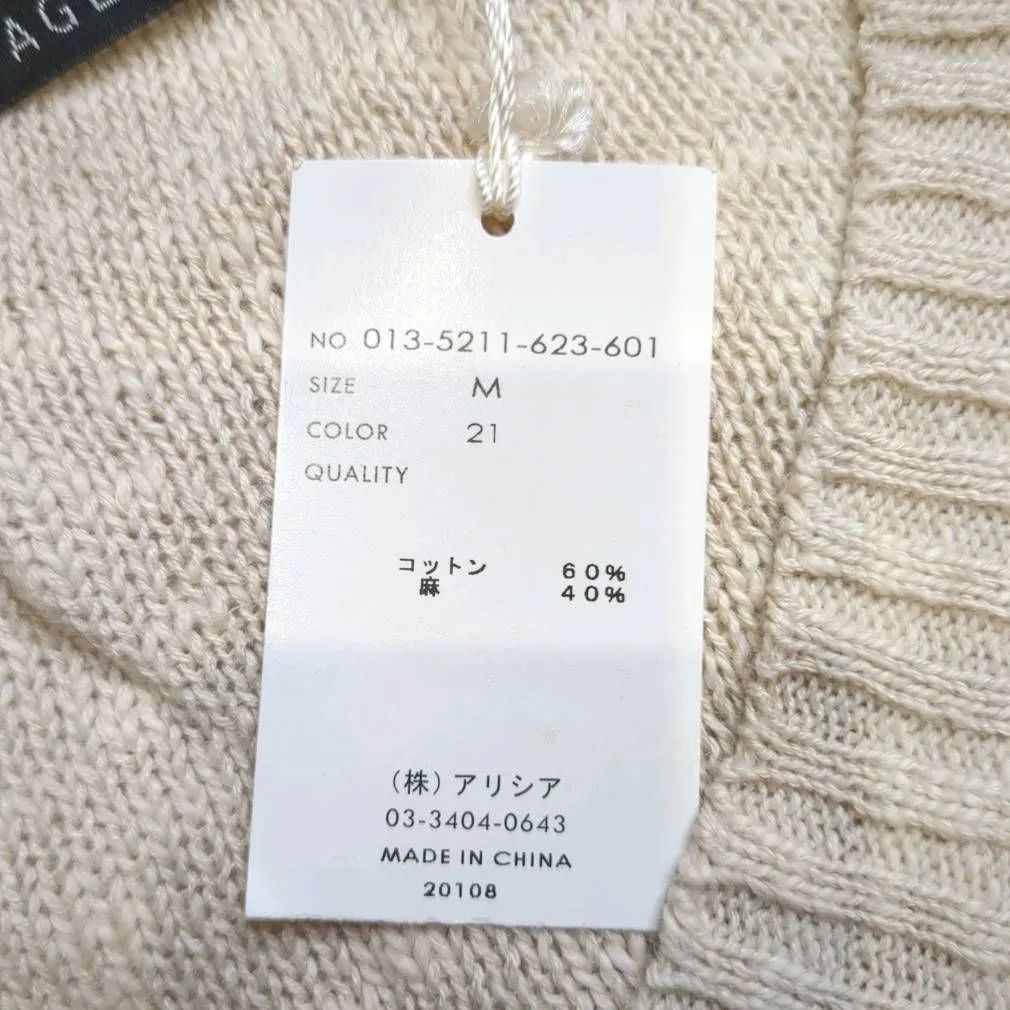 AGE
NO 013-5211-623-601
SIZE M
COLOR 21
QUALITY
コットン 60%
麻 40%
(株)アリシア
03-3404-0643
MADE IN CHINA
20108